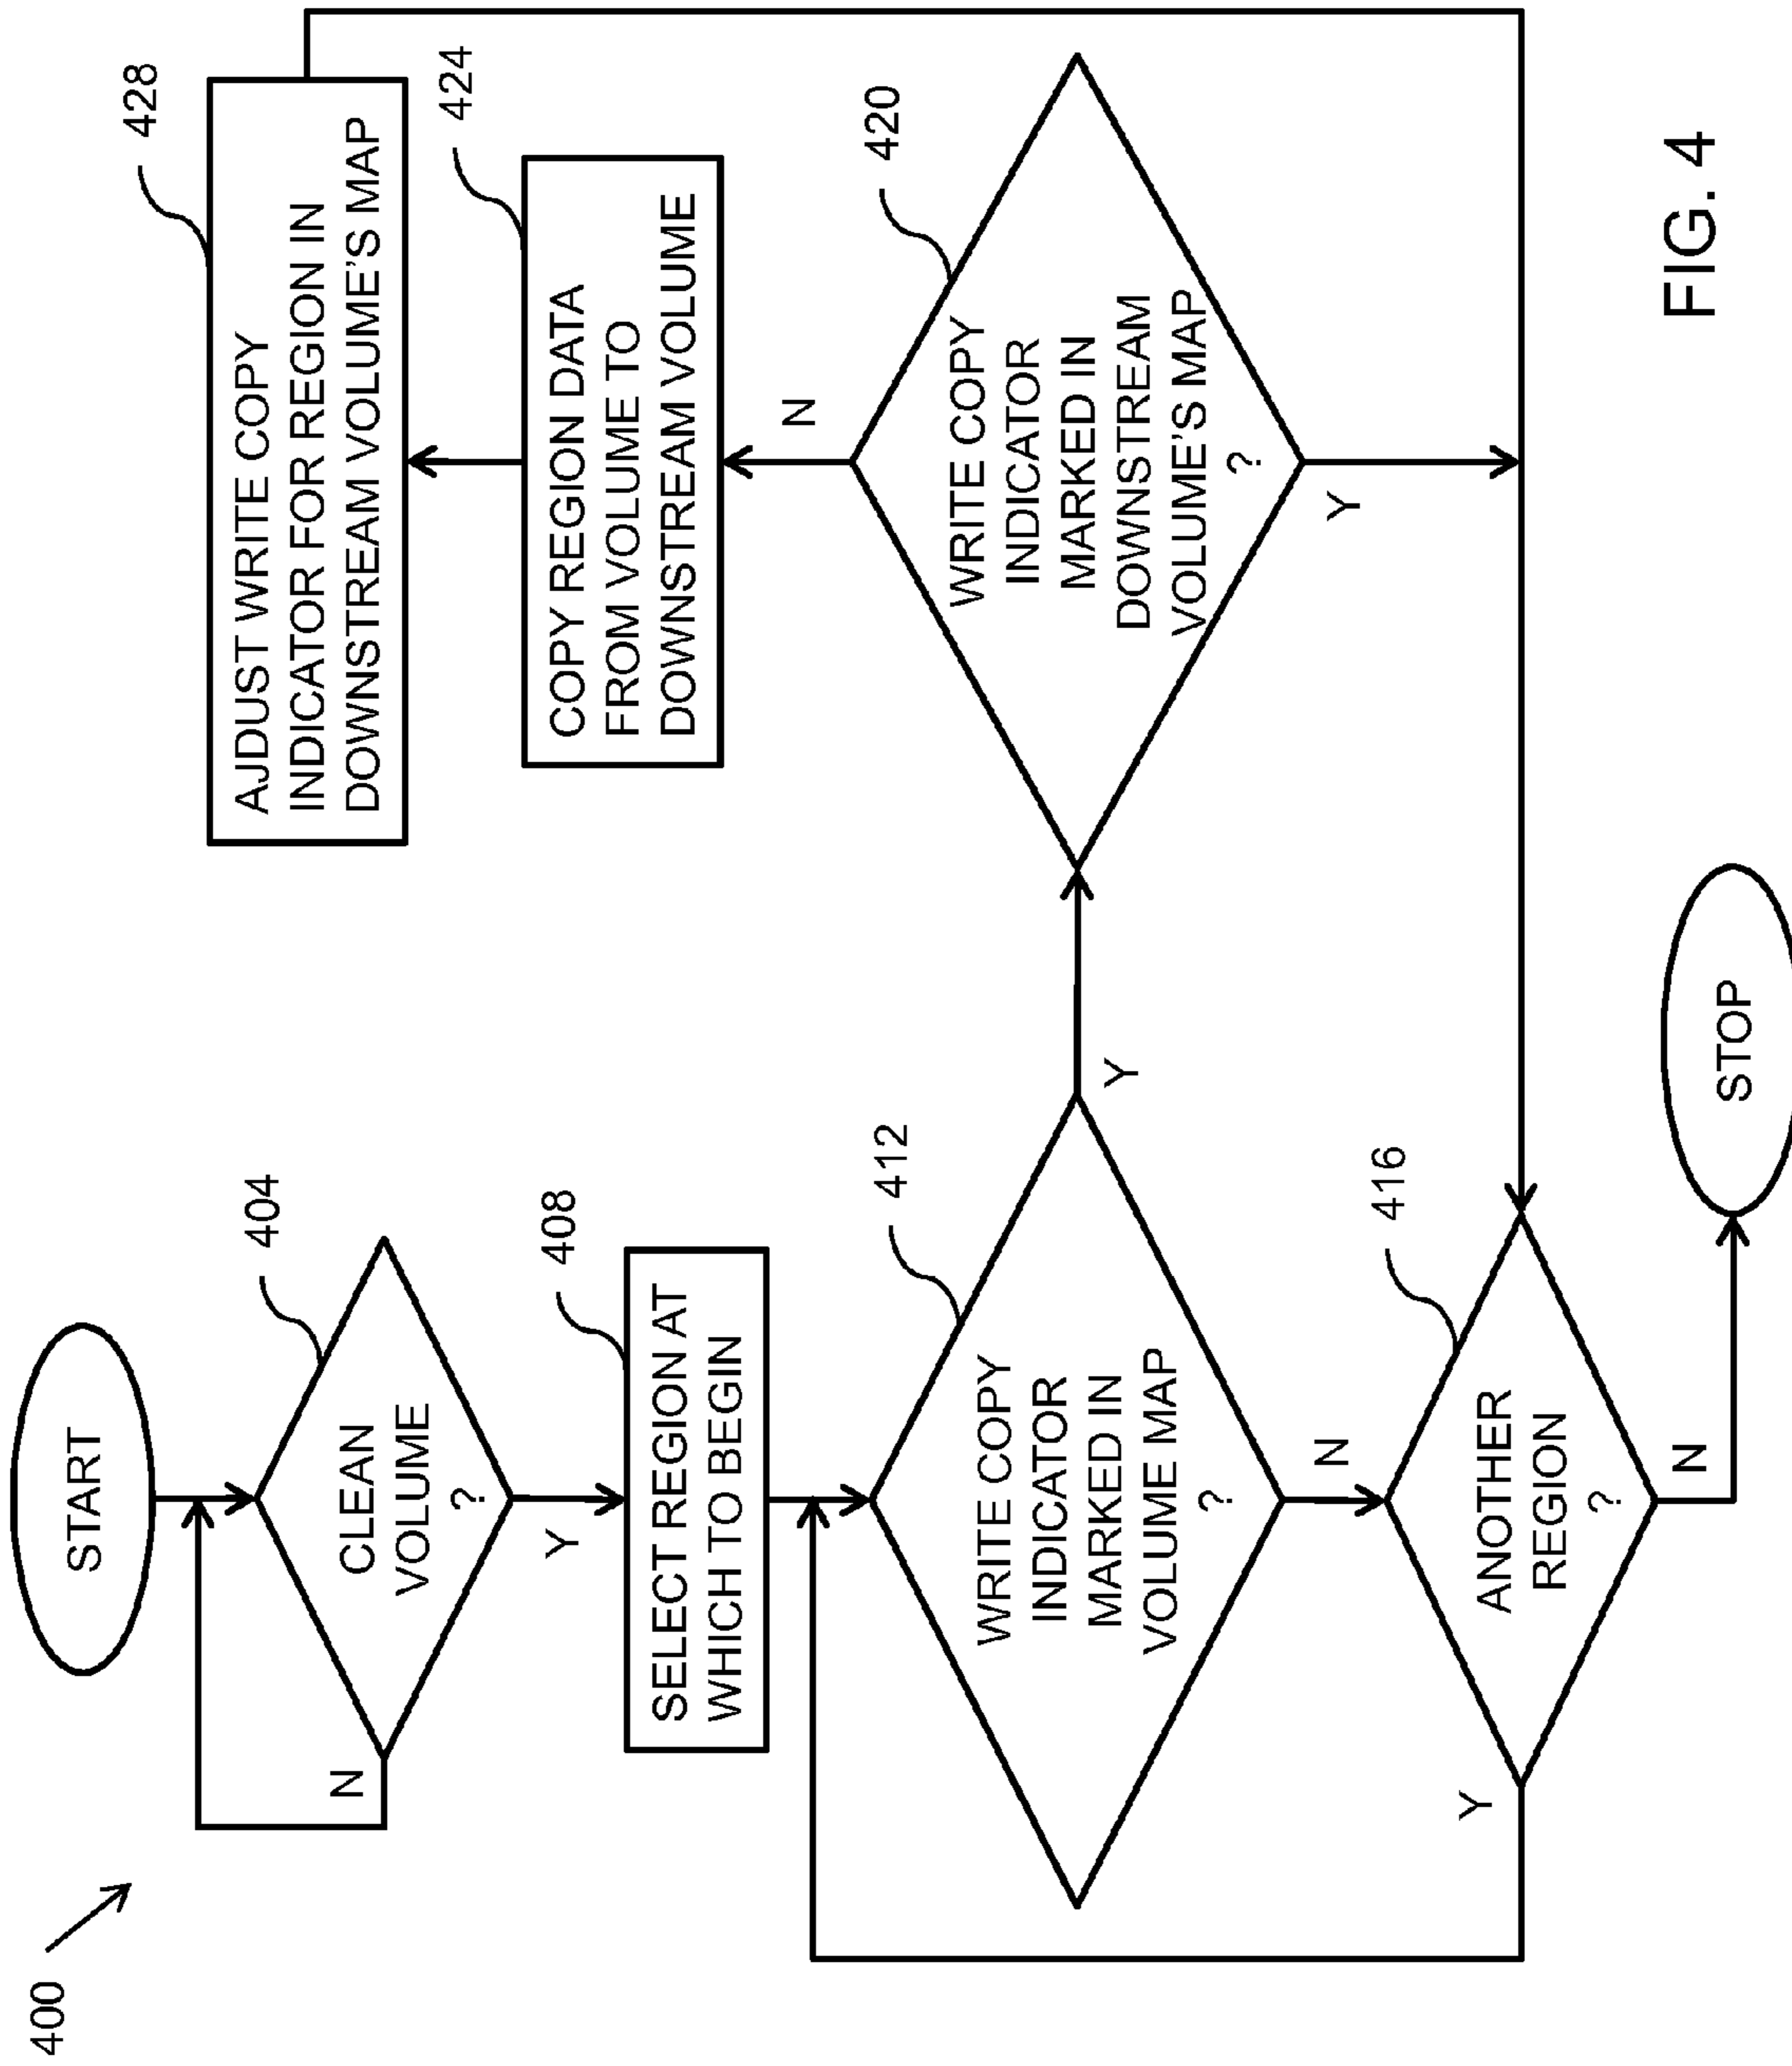 400
START
404
CLEAN
VOLUME
?
N
Y
408
SELECT REGION AT
WHICH TO BEGIN
412
WRITE COPY
INDICATOR
MARKED IN
VOLUME MAP
?
Y
N
416
ANOTHER
REGION
?
Y
N
STOP
420
WRITE COPY
INDICATOR
MARKED IN
DOWNSTREAM
VOLUME'S MAP
?
N
Y
424
COPY REGION DATA
FROM VOLUME TO
DOWNSTREAM VOLUME
428
AJDUST WRITE COPY
INDICATOR FOR REGION IN
DOWNSTREAM VOLUME'S MAP
FIG. 4